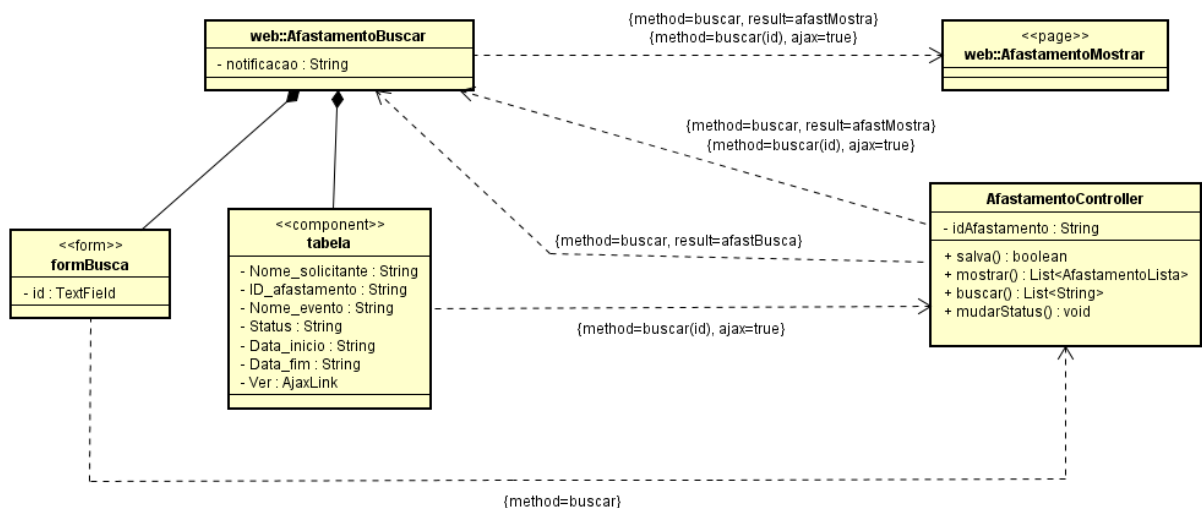 {method=buscar, result=afastMostra}
{method=buscar(id), ajax=true}
web::AfastamentoBuscar
- notificacao : String
<<page>>
web::AfastamentoMostrar
{method=buscar, result=afastMostra}
{method=buscar(id), ajax=true}
AfastamentoController
- idAfastamento : String
+ salva() : boolean
+ mostrar() : List<AfastamentoLista>
+ buscar() : List<String>
+ mudarStatus() : void
<<form>>
formBusca
- id : TextField
<<component>>
tabela
- Nome_solicitante : String
- ID_afastamento : String
- Nome_evento : String
- Status : String
- Data_inicio : String
- Data_fim : String
- Ver : AjaxLink
{method=buscar, result=afastBusca}
{method=buscar(id), ajax=true}
{method=buscar}